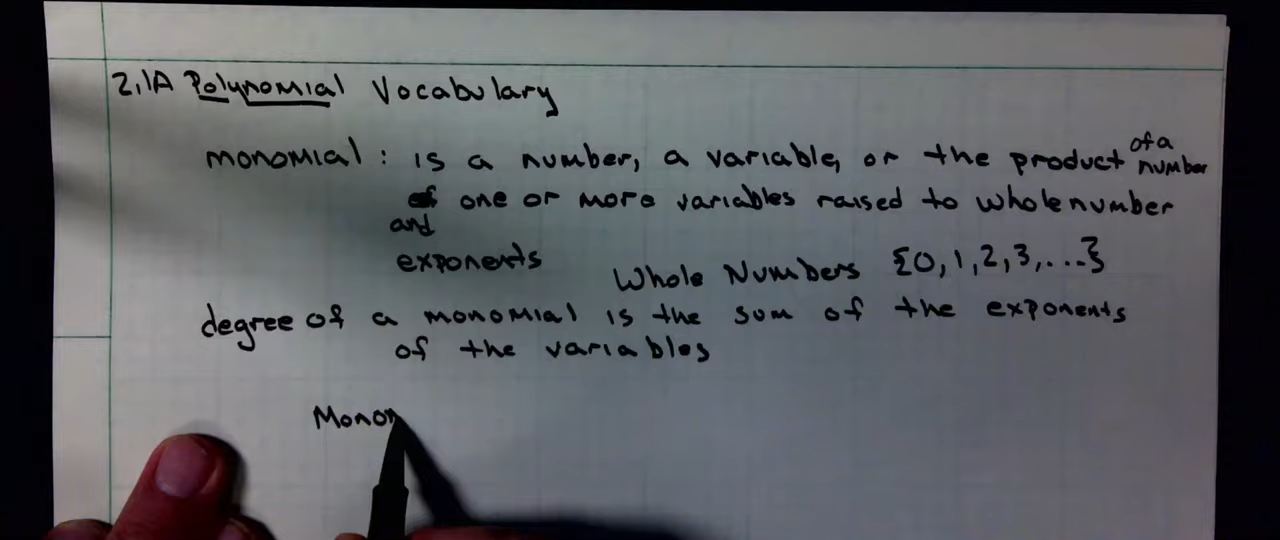 2.1A Polynomial Vocabulary
monomial: is a number, a variable, or the product of a number
of one or more variables raised to whole number
and
exponents Whole Numbers {0, 1, 2, 3, ...}
degree of a monomial is the sum of the exponents
of the variables
Monom